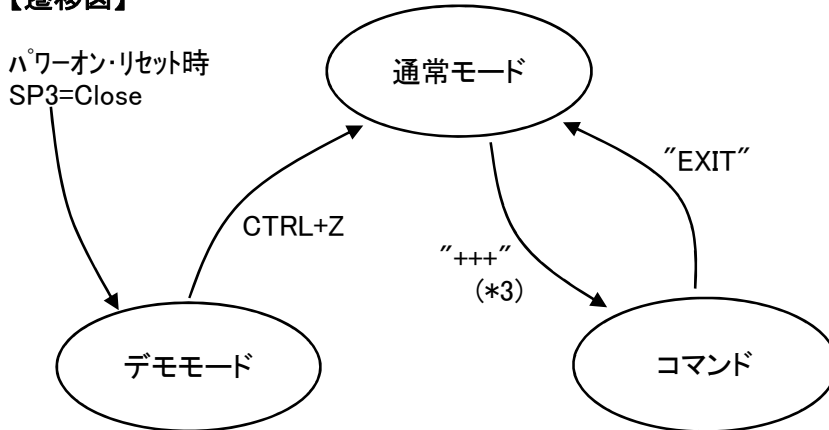 【遷移図】
ﾊﾟﾜｰｵﾝ･ﾘｾｯﾄ時
SP3=Close
通常モード
"EXIT"
CTRL+Z
"+++"
(*3)
デモモード
コマンド